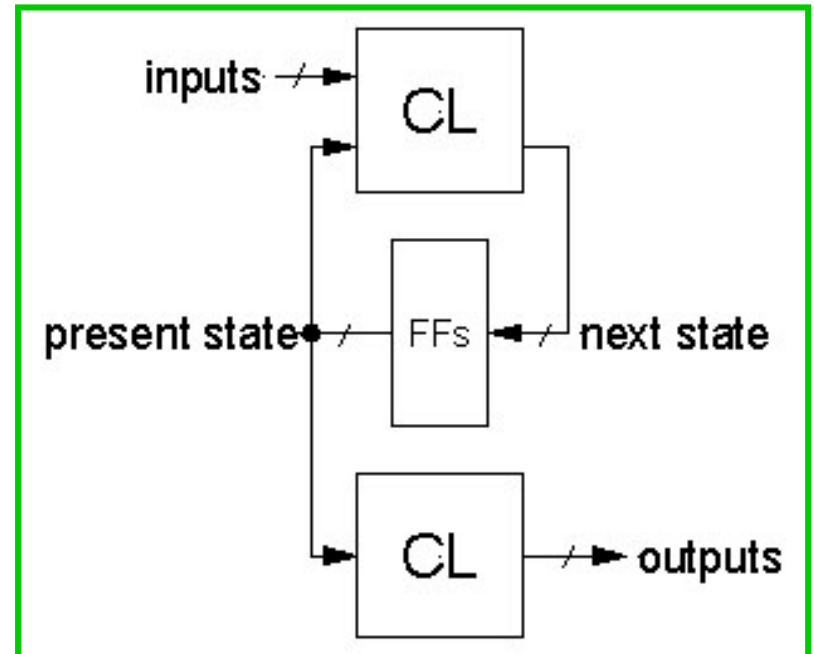 inputs
CL
present state
FFs
next state
CL
outputs